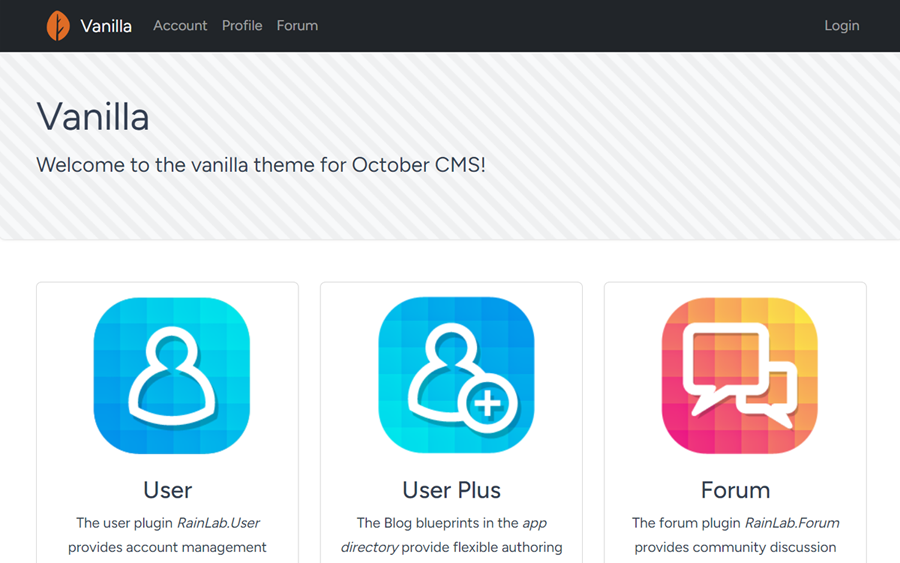 Vanilla Account Profile Forum Login
Vanilla
Welcome to the vanilla theme for October CMS!
User
The user plugin RainLab.User
provides account management
User Plus
The Blog blueprints in the app
directory provide flexible authoring
Forum
The forum plugin RainLab.Forum
provides community discussion